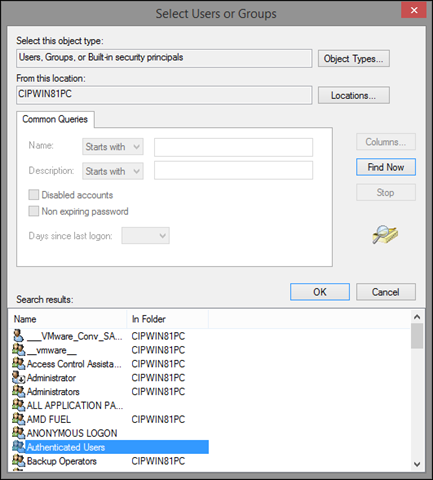 Select Users or Groups
Select this object type:
Users, Groups, or Built-in security principals
Object Types...
From this location:
CIPWIN81PC
Locations...
Common Queries
Name:
Starts with
Columns...
Description:
Starts with
Find Now
Disabled accounts
Non expiring password
Stop
Days since last logon:
OK
Cancel
Search results:
Name
In Folder
___VMware_Conv_SA...
CIPWIN81PC
__vmware__
CIPWIN81PC
Access Control Assista...
CIPWIN81PC
Administrator
CIPWIN81PC
Administrators
CIPWIN81PC
ALL APPLICATION PA...
AMD FUEL
CIPWIN81PC
ANONYMOUS LOGON
Authenticated Users
Backup Operators
CIPWIN81PC